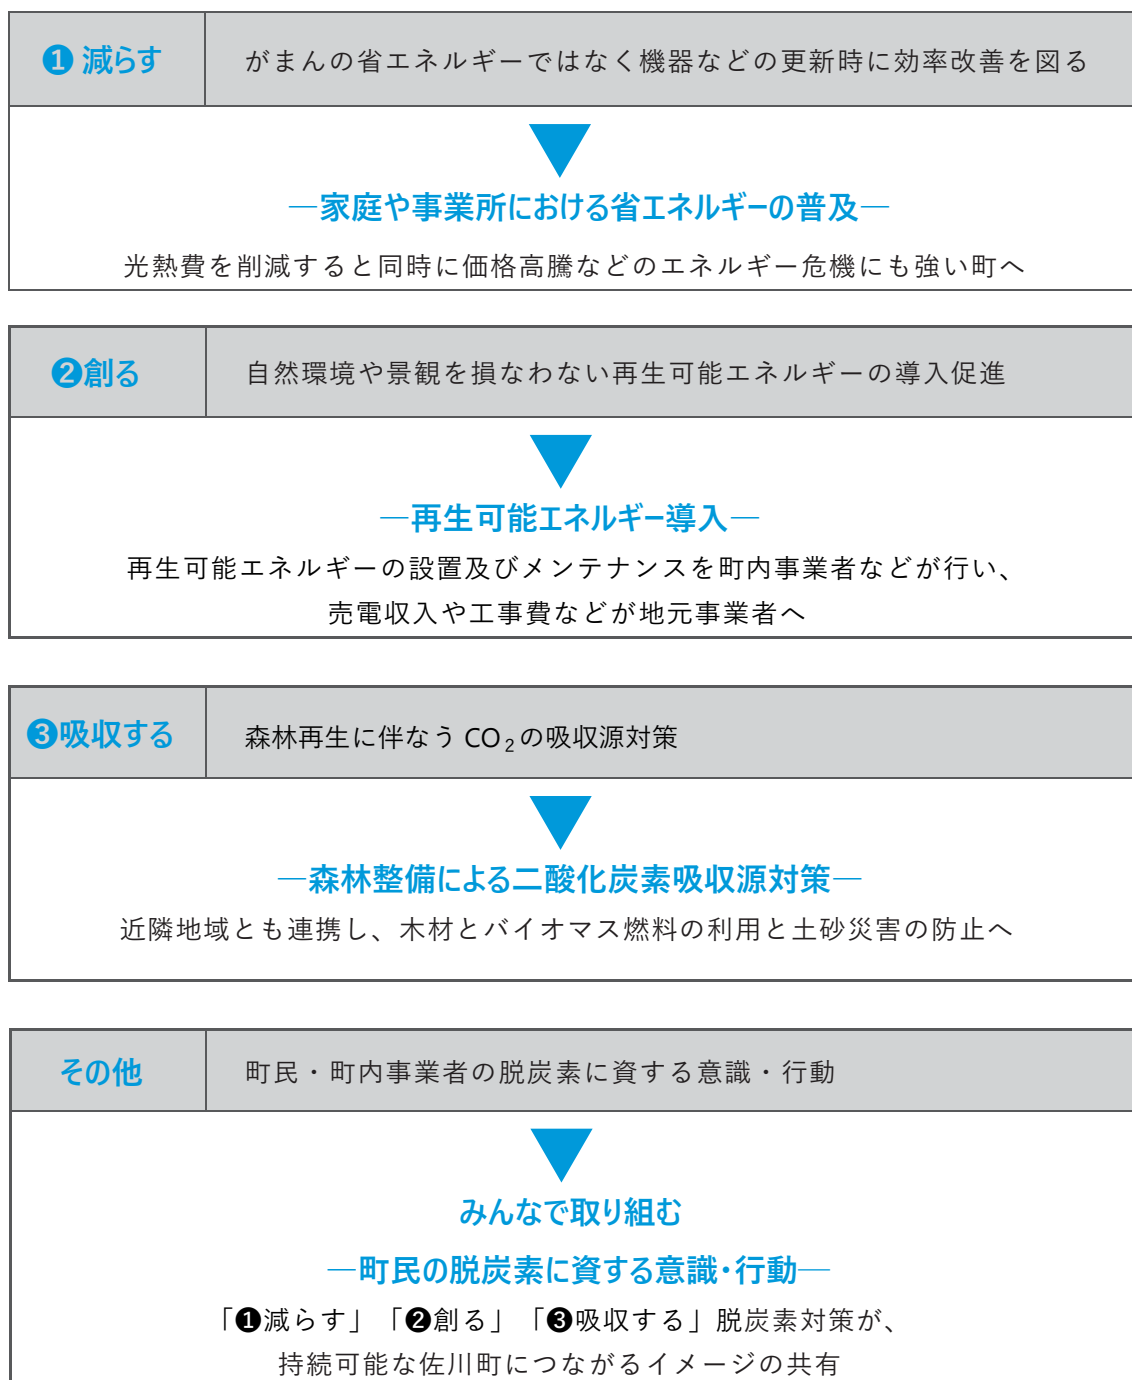 ❶ 減らす
がまんの省エネルギーではなく機器などの更新時に効率改善を図る
―家庭や事業所における省エネルギーの普及―
光熱費を削減すると同時に価格高騰などのエネルギー危機にも強い町へ
❷創る
自然環境や景観を損なわない再生可能エネルギーの導入促進
―再生可能エネルギー導入―
再生可能エネルギーの設置及びメンテナンスを町内事業者などが行い、
売電収入や工事費などが地元事業者へ
❸吸収する
森林再生に伴なう CO₂の吸収源対策
―森林整備による二酸化炭素吸収源対策―
近隣地域とも連携し、木材とバイオマス燃料の利用と土砂災害の防止へ
その他
町民・町内事業者の脱炭素に資する意識・行動
みんなで取り組む
―町民の脱炭素に資する意識・行動―
「❶減らす」「❷創る」「❸吸収する」脱炭素対策が、
持続可能な佐川町につながるイメージの共有